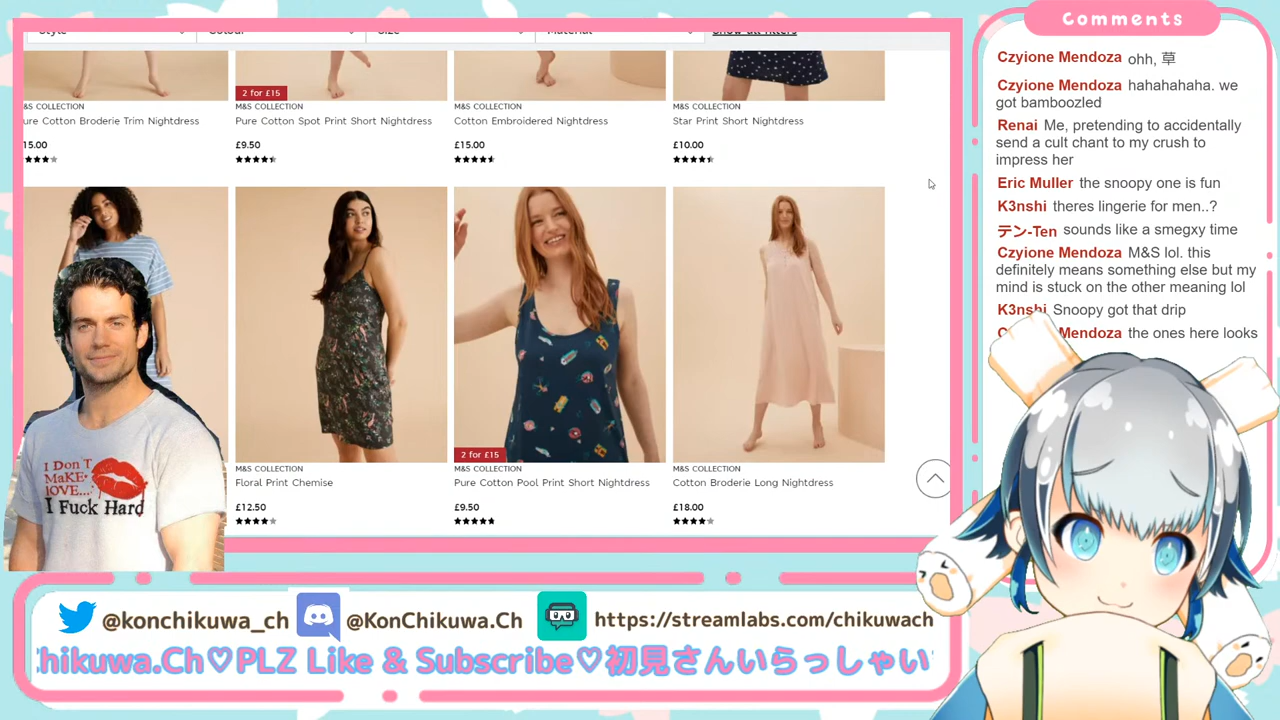 Style Colour Size Material Show all filters
2 for £15
&S COLLECTION M&S COLLECTION M&S COLLECTION M&S COLLECTION
ure Cotton Broderie Trim Nightdress Pure Cotton Spot Print Short Nightdress Cotton Embroidered Nightdress Star Print Short Nightdress
15.00 £9.50 £15.00 £10.00
2 for £15
M&S COLLECTION M&S COLLECTION M&S COLLECTION
Floral Print Chemise Pure Cotton Pool Print Short Nightdress Cotton Broderie Long Nightdress
£12.50 £9.50 £18.00
I DON'T
MAKE
LOVE...
I Fuck Hard
Comments
Czyione Mendoza ohh, 草
Czyione Mendoza hahahahaha. we
got bamboozled
Renai Me, pretending to accidentally
send a cult chant to my crush to
impress her
Eric Muller the snoopy one is fun
K3nshi theres lingerie for men..?
テン-Ten sounds like a smegxy time
Czyione Mendoza M&S lol. this
definitely means something else but my
mind is stuck on the other meaning lol
K3nshi Snoopy got that drip
Mendoza the ones here looks
@konchikuwa_ch @KonChikuwa.Ch https://streamlabs.com/chikuwach
hikuwa.Ch♡PLZ Like & Subscribe♡初見さんいらっしゃい